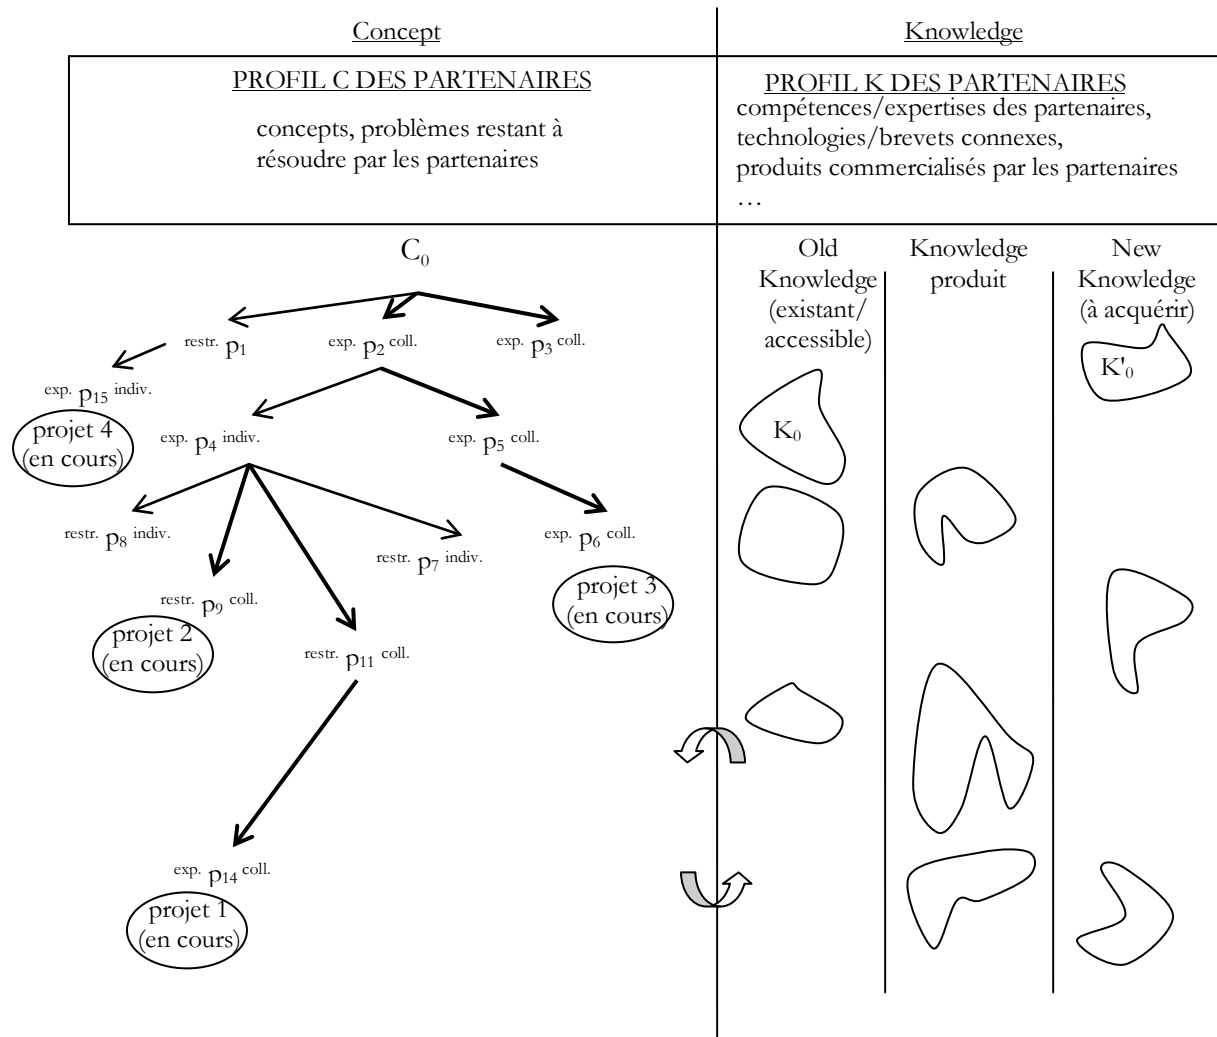 Concept
Knowledge
PROFIL C DES PARTENAIRES
concepts, problèmes restant à
résoudre par les partenaires
PROFIL K DES PARTENAIRES
compétences/expertises des partenaires,
technologies/brevets connexes,
produits commercialisés par les partenaires
…
C0
restr. p1
exp. p2 coll.
exp. p3 coll.
exp. p15 indiv.
projet 4
(en cours)
exp. p4 indiv.
exp. p5 coll.
restr. p8 indiv.
restr. p7 indiv.
exp. p6 coll.
projet 3
(en cours)
restr. p9 coll.
projet 2
(en cours)
restr. p11 coll.
exp. p14 coll.
projet 1
(en cours)
Old
Knowledge
(existant/
accessible)
Knowledge
produit
New
Knowledge
(à acquérir)
K0
K'0